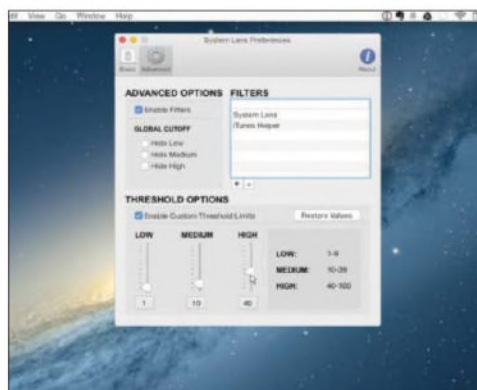 View Go Window Help
System Lens Preferences
Basic Advanced About
ADVANCED OPTIONS FILTERS
Enable Filters
System Lens
iTunes Helper
GLOBAL CUTOFF
Hide Low
Hide Medium
Hide High
+ -
THRESHOLD OPTIONS
Enable Custom Threshold Limits Restore Values
LOW MEDIUM HIGH
LOW: 1-9
MEDIUM: 10-39
HIGH: 40-100
1 10 40